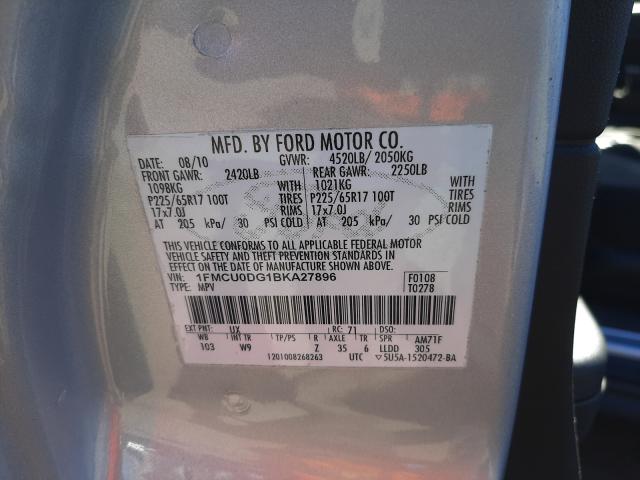 MFD. BY FORD MOTOR CO.
DATE: 08/10 GVWR: 4520LB/ 2050KG
FRONT GAWR: 2420LB REAR GAWR: 2250LB
1098KG WITH 1021KG WITH
P225/65R17 100T TIRES P225/65R17 100T TIRES
17x7.0J RIMS 17x7.0J RIMS
AT 205 kPa/ 30 PSI COLD AT 205 kPa/ 30 PSI COLD
THIS VEHICLE CONFORMS TO ALL APPLICABLE FEDERAL MOTOR
VEHICLE SAFETY AND THEFT PREVENTION STANDARDS IN
EFFECT ON THE DATE OF MANUFACTURE SHOWN ABOVE.
VIN: 1FMCU0DG1BKA27896 F0108
TYPE: MPV T0278
EXT PNT: UX RC: 71 DSO:
WB INT TR TP/PS R AXLE TR SPR AM71F
103 W9 Z 35 6 LLDD 305
1201008268263 UTC 5U5A-1520472-BA